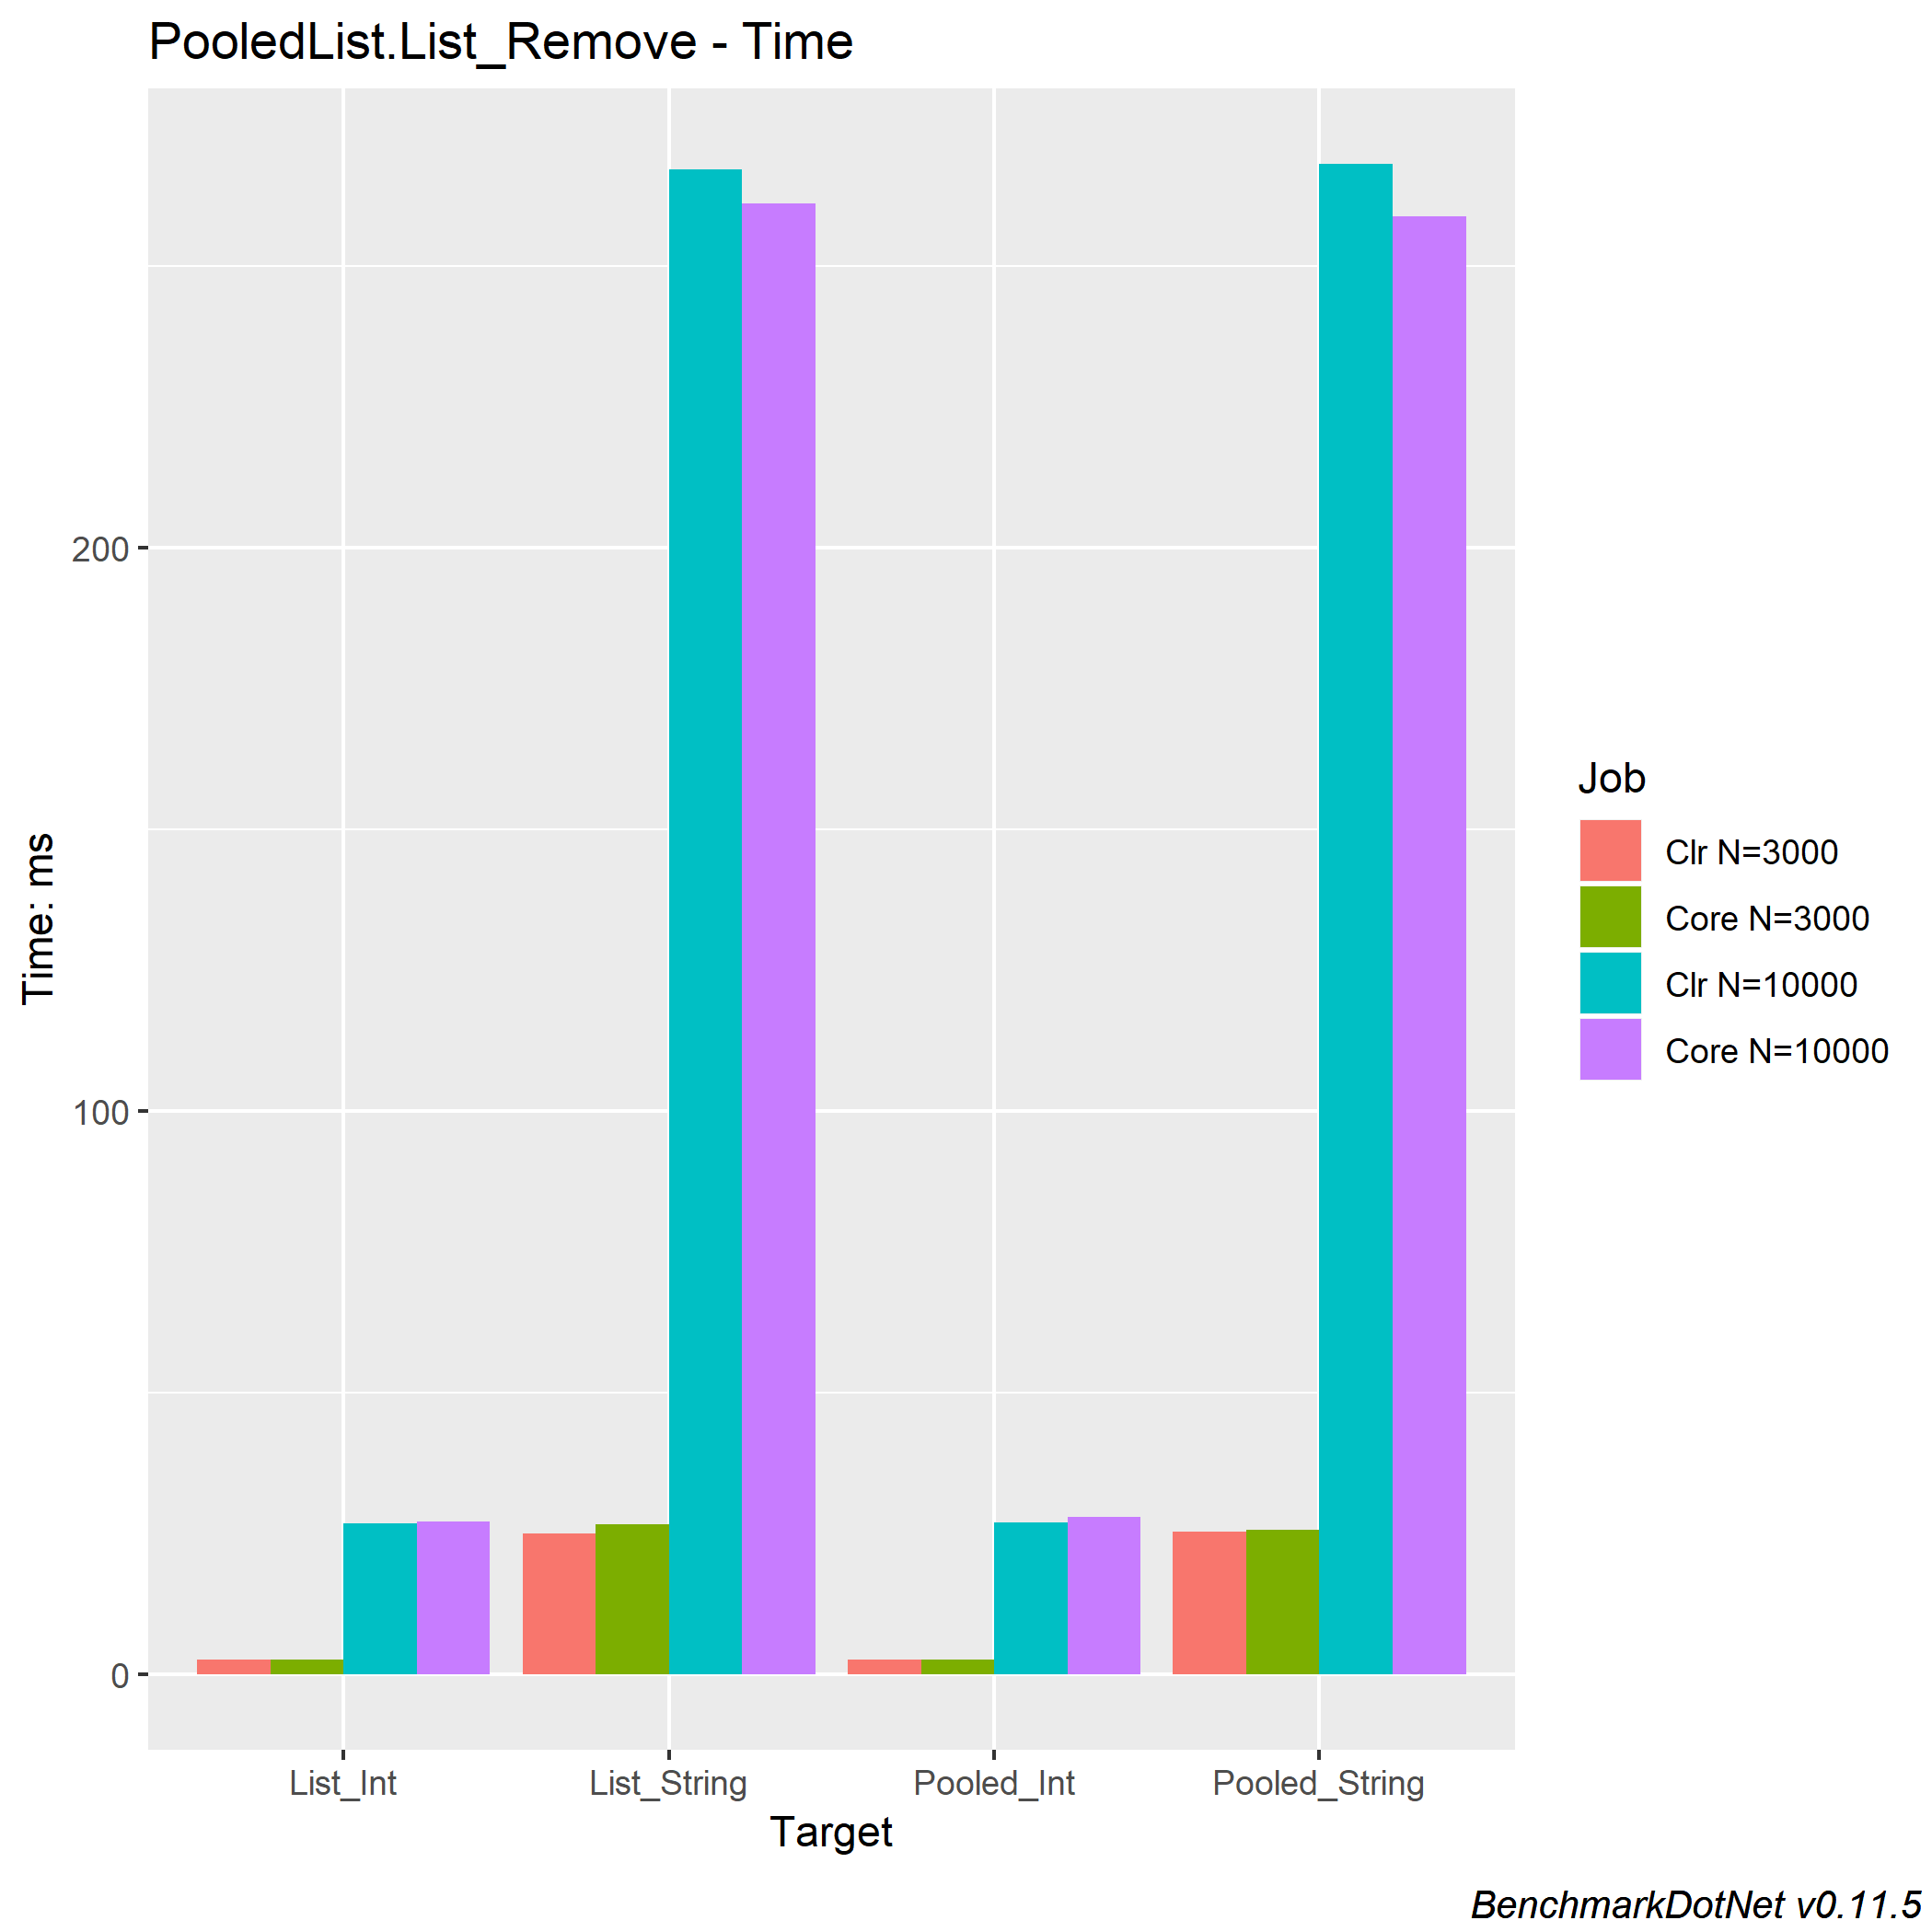 PooledList.List_Remove - Time
Time: ms
200
100
0
List_Int
List_String
Pooled_Int
Pooled_String
Target
Job
Clr N=3000
Core N=3000
Clr N=10000
Core N=10000
BenchmarkDotNet v0.11.5